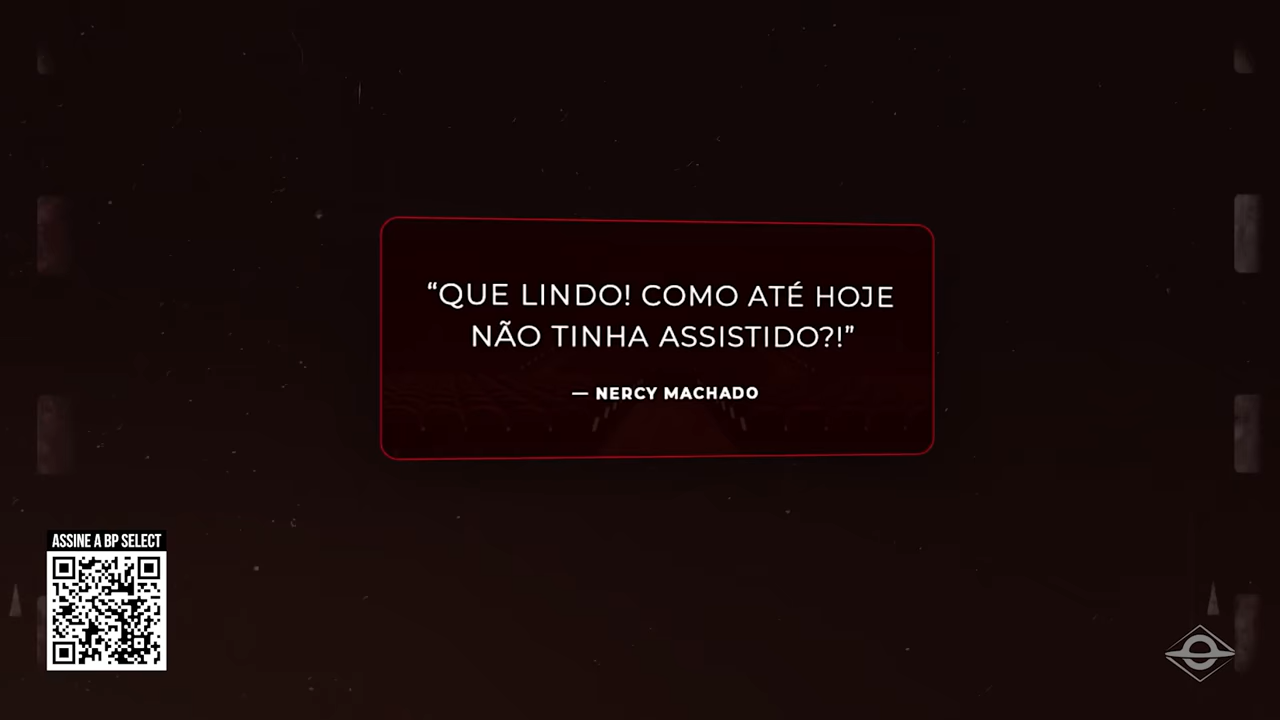 “QUE LINDO! COMO ATÉ HOJE
NÃO TINHA ASSISTIDO?!”
— NERCY MACHADO
ASSINE A BP SELECT